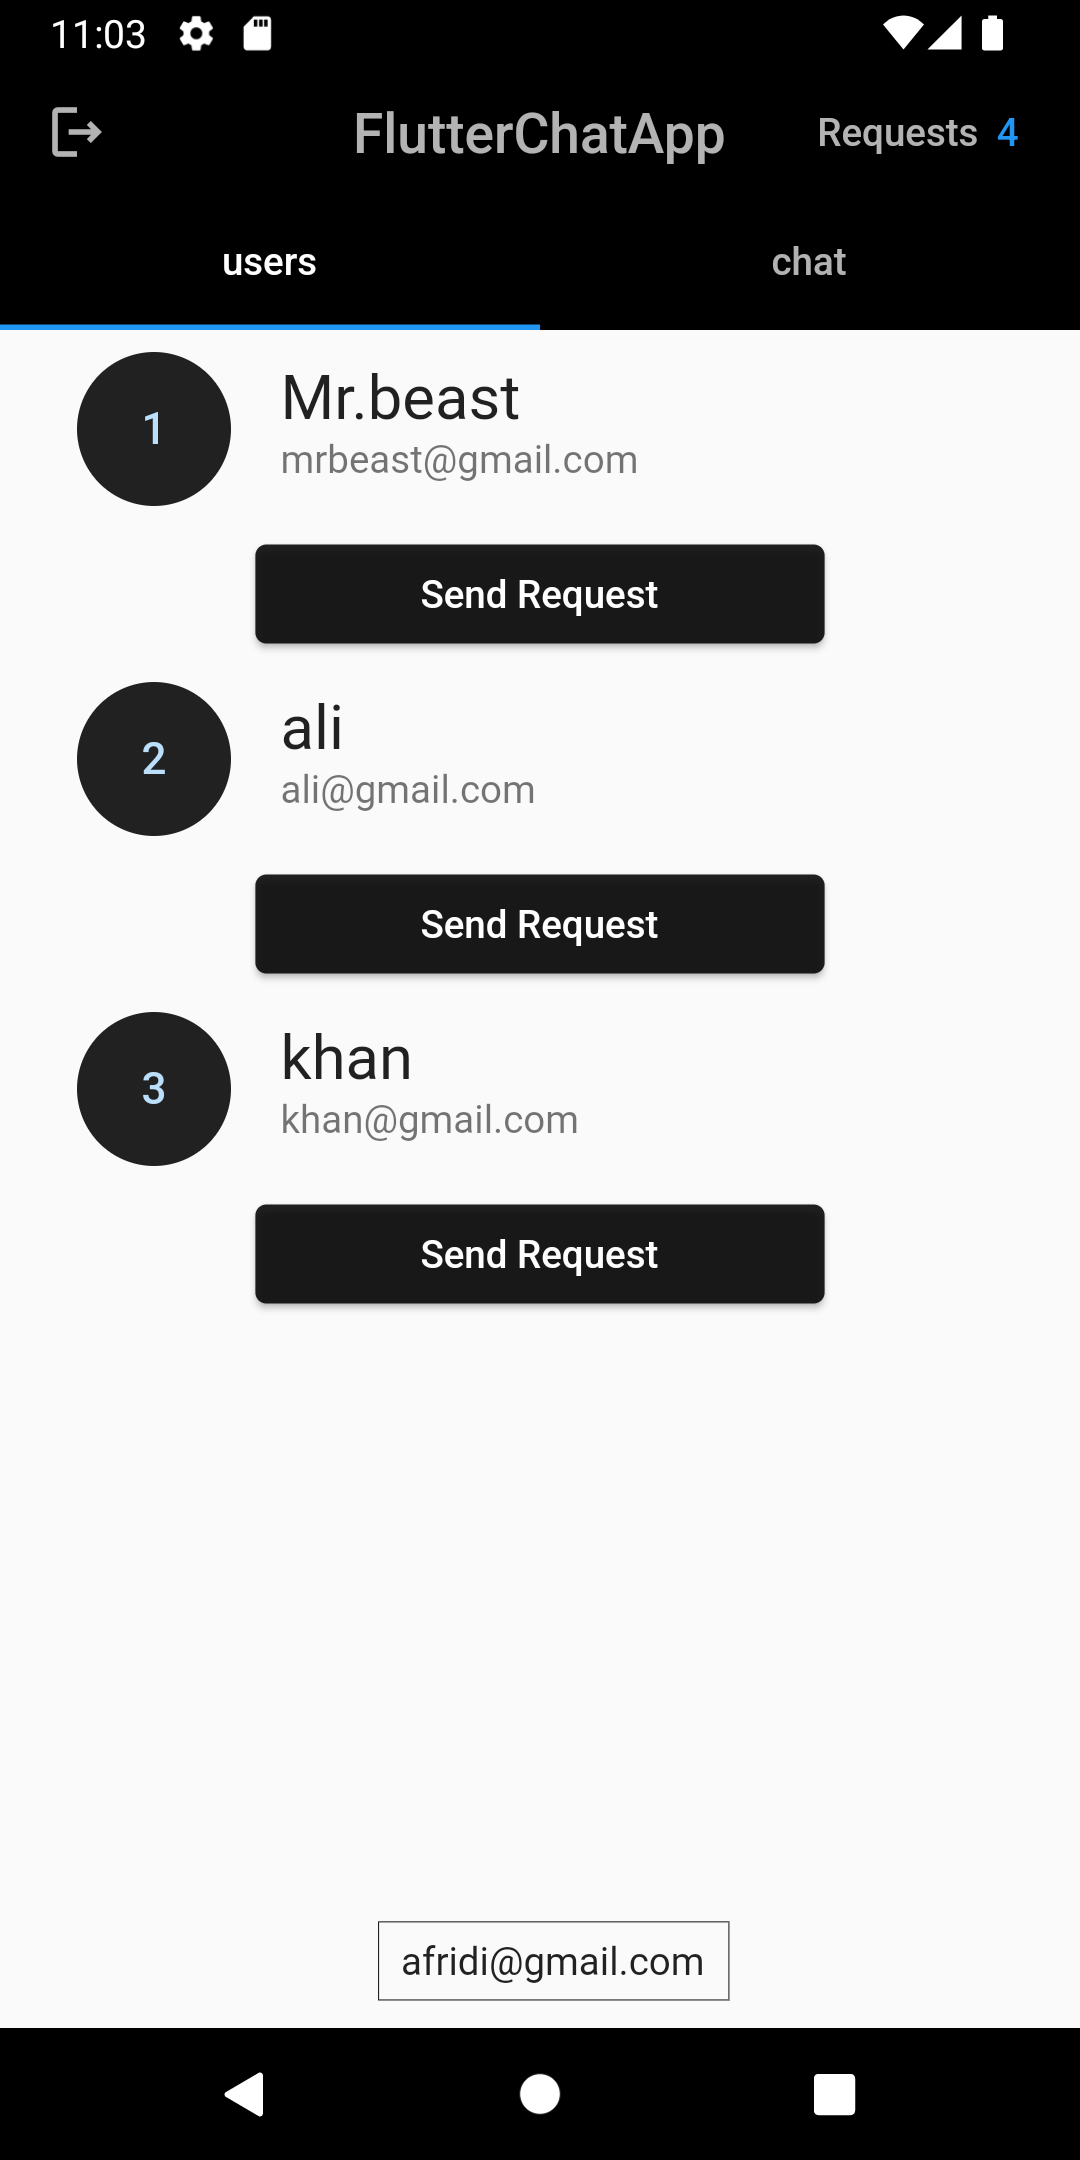 11:03
FlutterChatApp
Requests 4
users
chat
1
Mr.beast
mrbeast@gmail.com
Send Request
2
ali
ali@gmail.com
Send Request
3
khan
khan@gmail.com
Send Request
afridi@gmail.com